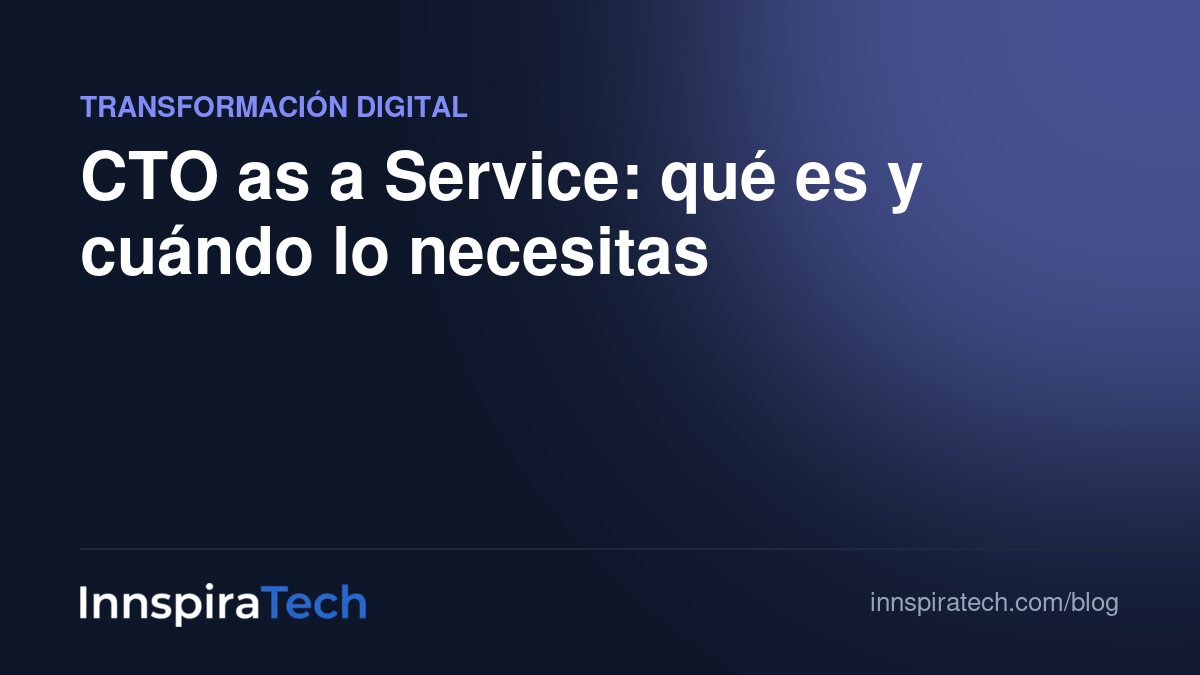 TRANSFORMACIÓN DIGITAL
CTO as a Service: qué es y
cuándo lo necesitas
InnspiraTech
innspiratech.com/blog